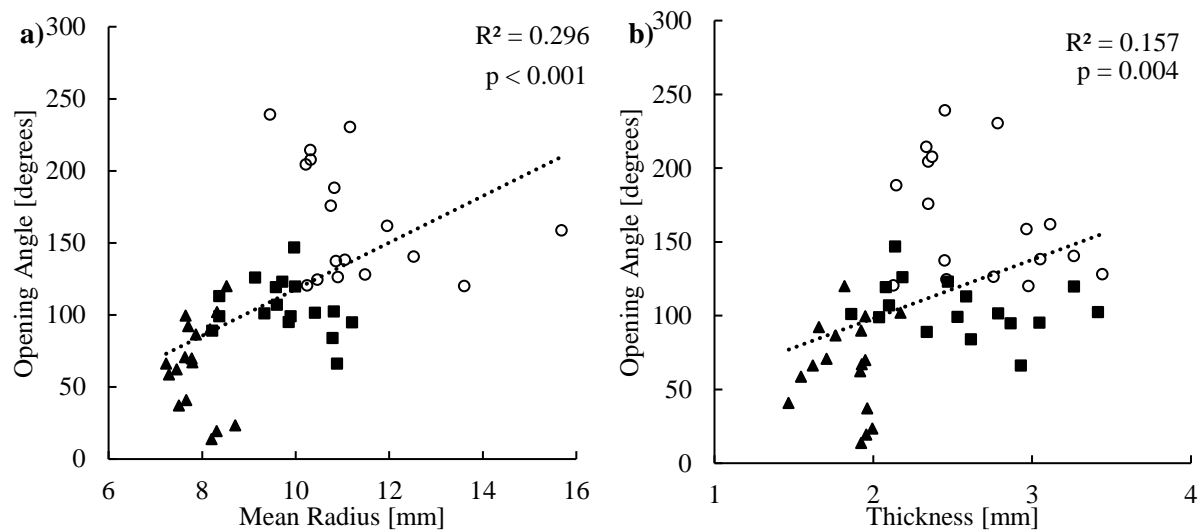 a)
R² = 0.296
p < 0.001
Opening Angle [degrees]
300
250
200
150
100
50
0
6 8 10 12 14 16
Mean Radius [mm]
b)
R² = 0.157
p = 0.004
Opening Angle [degrees]
300
250
200
150
100
50
0
1 2 3 4
Thickness [mm]